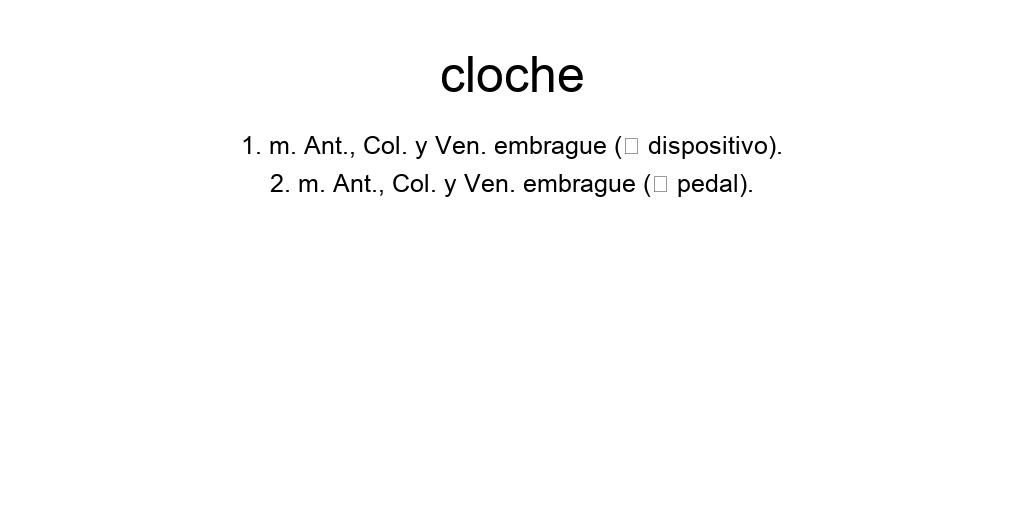 cloche
1. m. Ant., Col. y Ven. embrague (□ dispositivo).
2. m. Ant., Col. y Ven. embrague (□ pedal).